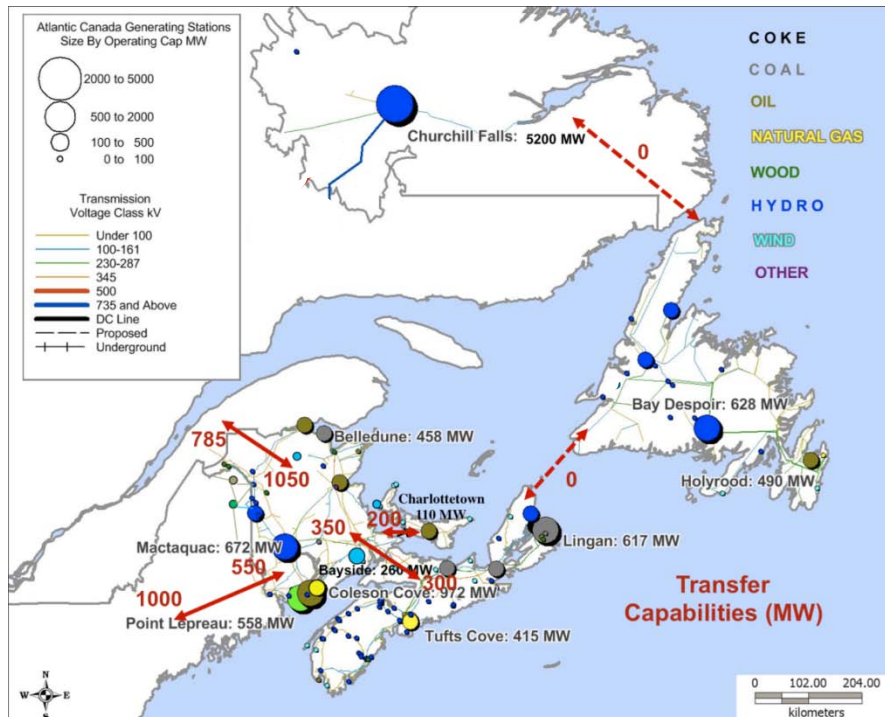 Atlantic Canada Generating Stations
Size By Operating Cap MW
2000 to 5000
500 to 2000
100 to 500
0 to 100
Transmission
Voltage Class kV
Under 100
100-161
230-287
345
500
735 and Above
DC Line
Proposed
Underground
COKE
COAL
OIL
NATURAL GAS
WOOD
HYDRO
WIND
OTHER
Churchill Falls: 5200 MW
0
Bay Despoir: 628 MW
Holyrood: 490 MW
0
785
1050
Belledune: 458 MW
Charlottetown
110 MW
200
350
300
Lingan: 617 MW
Mactaquac: 672 MW
550
1000
Bayside: 260 MW
Coleson Cove: 972 MW
Point Lepreau: 558 MW
Tufts Cove: 415 MW
Transfer
Capabilities (MW)
N
W E
S
0 102.00 204.00
kilometers